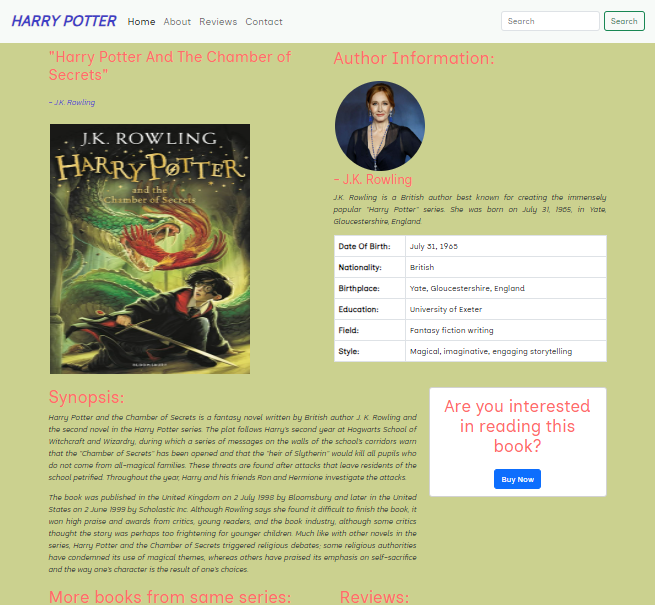 HARRY POTTER Home About Reviews Contact Search Search
"Harry Potter And The Chamber of
Secrets"
- J.K. Rowling
J.K. ROWLING
HARRY POTTER
and the
Chamber of Secrets
BLOOMSBURY
Author Information:
- J.K. Rowling
J.K. Rowling is a British author best known for creating the immensely
popular "Harry Potter" series. She was born on July 31, 1965, in Yate,
Gloucestershire, England.
Date Of Birth: July 31, 1965
Nationality: British
Birthplace: Yate, Gloucestershire, England
Education: University of Exeter
Field: Fantasy fiction writing
Style: Magical, imaginative, engaging storytelling
Synopsis:
Harry Potter and the Chamber of Secrets is a fantasy novel written by British author J. K. Rowling and
the second novel in the Harry Potter series. The plot follows Harry's second year at Hogwarts School of
Witchcraft and Wizardry, during which a series of messages on the walls of the school's corridors warn
that the "Chamber of Secrets" has been opened and that the "heir of Slytherin" would kill all pupils who
do not come from all-magical families. These threats are found after attacks that leave residents of the
school petrified. Throughout the year, Harry and his friends Ron and Hermione investigate the attacks.
The book was published in the United Kingdom on 2 July 1998 by Bloomsbury and later in the United
States on 2 June 1999 by Scholastic Inc. Although Rowling says she found it difficult to finish the book, it
won high praise and awards from critics, young readers, and the book industry, although some critics
thought the story was perhaps too frightening for younger children. Much like with other novels in the
series, Harry Potter and the Chamber of Secrets triggered religious debates; some religious authorities
have condemned its use of magical themes, whereas others have praised its emphasis on self-sacrifice
and the way one's character is the result of one's choices.
Are you interested
in reading this
book?
Buy Now
More books from same series:
Reviews: